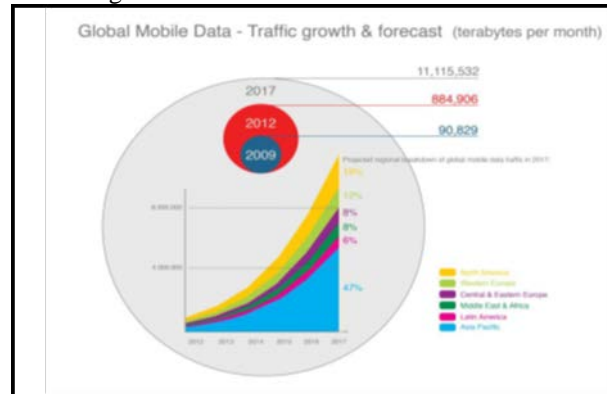 Global Mobile Data - Traffic growth & forecast (terabytes per month)
11,115,532
2017
884,906
2012
90,829
2009
Projected regional breakdown of global mobile data traffic in 2017:
12%
8%
8%
6%
47%
North America
Western Europe
Central & Eastern Europe
Middle East & Africa
Latin America
Asia Pacific
2012 2013 2014 2015 2016 2017